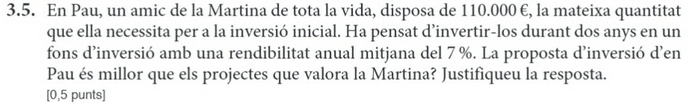 3.5. En Pau, un amic de la Martina de tota la vida, disposa de 110.000 €, la mateixa quantitat
que ella necessita per a la inversió inicial. Ha pensat d’invertir-los durant dos anys en un
fons d’inversió amb una rendibilitat anual mitjana del 7 %. La proposta d’inversió d’en
Pau és millor que els projectes que valora la Martina? Justifiqueu la resposta.
[0,5 punts]